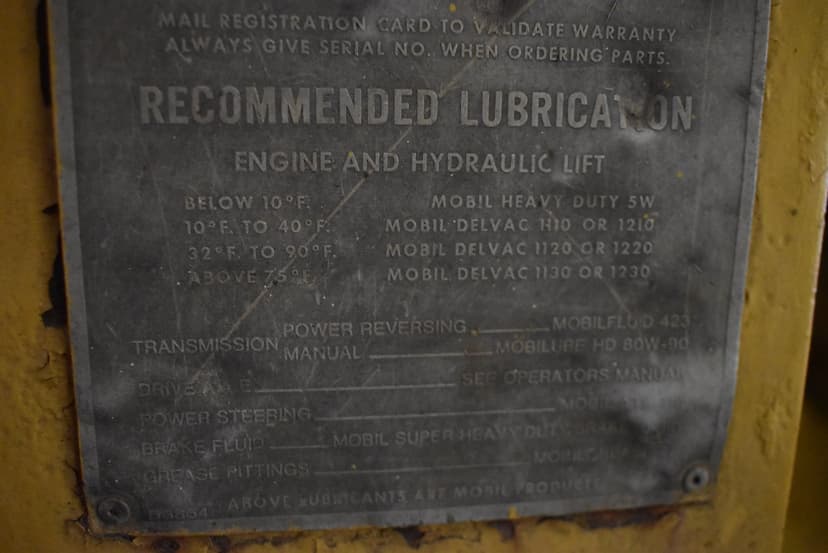 MAIL REGISTRATION CARD TO VALIDATE WARRANTY
ALWAYS GIVE SERIAL NO. WHEN ORDERING PARTS.
RECOMMENDED LUBRICATION
ENGINE AND HYDRAULIC LIFT
BELOW 10°F. MOBIL HEAVY DUTY 5W
10°F. TO 40°F. MOBIL DELVAC 1110 OR 1210
32°F. TO 90°F. MOBIL DELVAC 1120 OR 1220
ABOVE 75°F. MOBIL DELVAC 1130 OR 1230
TRANSMISSION
POWER REVERSING MOBILFLUID 423
MANUAL MOBILUBE HD 80W-90
DRIVE AXLE SEE OPERATORS MANUAL
POWER STEERING
BRAKE FLUID MOBIL SUPER HEAVY DUTY
GREASE FITTINGS
ABOVE LUBRICANTS ARE MOBIL PRODUCTS